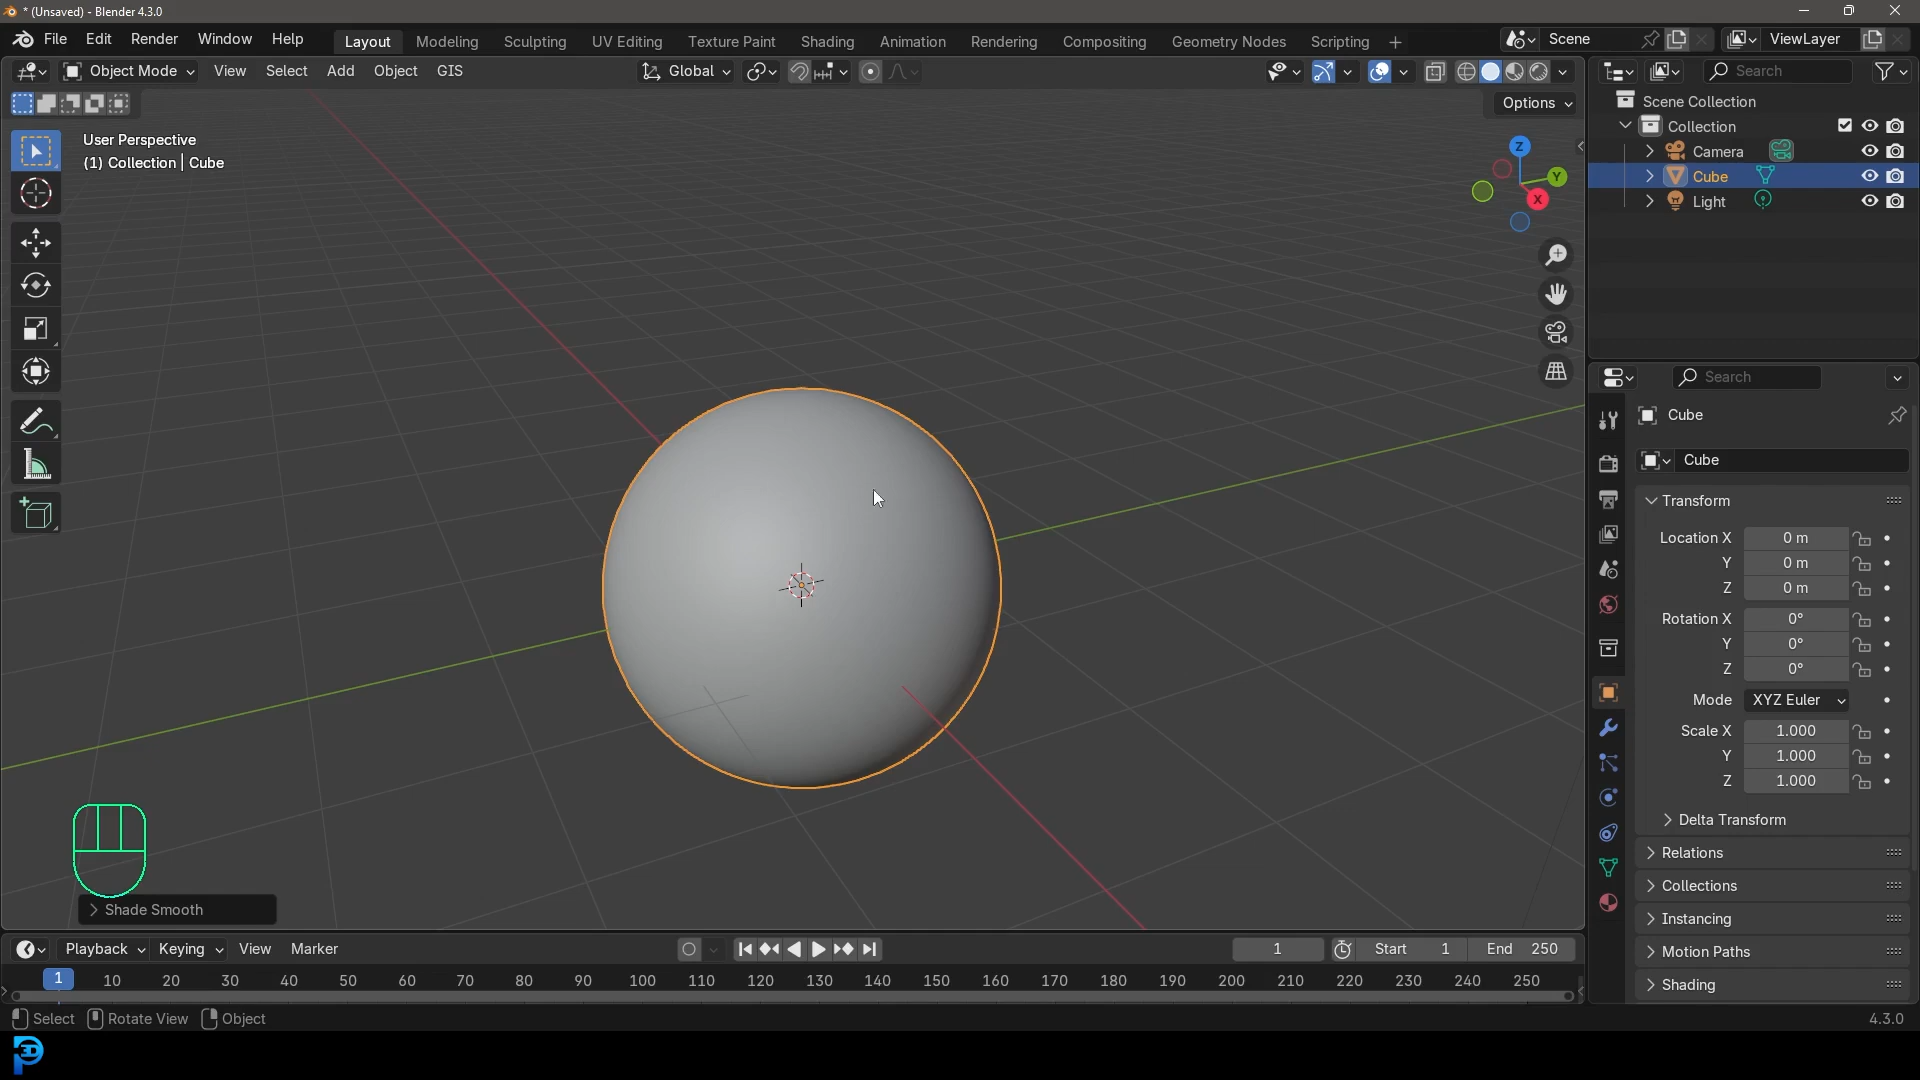 * (Unsaved) - Blender 4.3.0
File Edit Render Window Help Layout Modeling Sculpting UV Editing Texture Paint Shading Animation Rendering Compositing Geometry Nodes Scripting + Scene ViewLayer
Object Mode View Select Add Object GIS Global Search
Options
User Perspective
(1) Collection | Cube
Z
Y
X
Scene Collection
Collection
Camera
Cube
Light
Search
Cube
Cube
Transform
Location X 0 m
Y 0 m
Z 0 m
Rotation X 0°
Y 0°
Z 0°
Mode XYZ Euler
Scale X 1.000
Y 1.000
Z 1.000
Delta Transform
Relations
Collections
Instancing
Motion Paths
Shading
Shade Smooth
Playback Keying View Marker 1 Start 1 End 250
1 10 20 30 40 50 60 70 80 90 100 110 120 130 140 150 160 170 180 190 200 210 220 230 240 250
Select Rotate View Object 4.3.0
3D